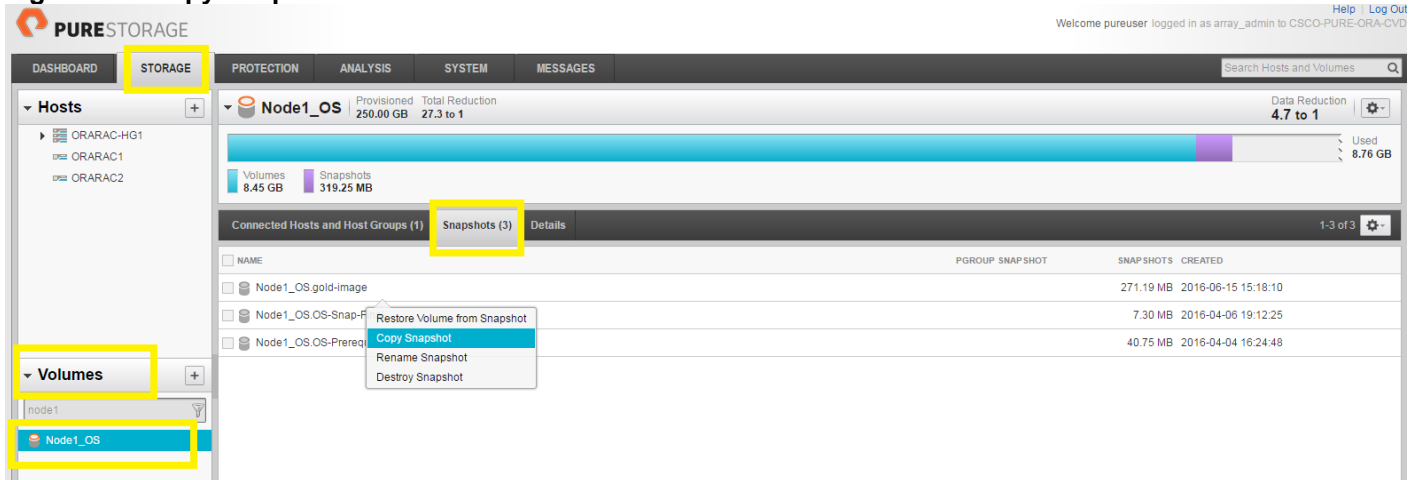 PURESTORAGE
Help | Log Out
Welcome pureuser logged in as array_admin to CSCO-PURE-ORA-CVD
DASHBOARD STORAGE PROTECTION ANALYSIS SYSTEM MESSAGES
Search Hosts and Volumes
Hosts
ORARAC-HG1
ORARAC1
ORARAC2
Node1_OS
Provisioned Total Reduction
250.00 GB 27.3 to 1
Data Reduction
4.7 to 1
Used
8.76 GB
Volumes Snapshots
8.45 GB 319.25 MB
Connected Hosts and Host Groups (1) Snapshots (3) Details
1-3 of 3
NAME PGROUP SNAPSHOT SNAPSHOTS CREATED
Node1_OS.gold-image 271.19 MB 2016-06-15 15:18:10
Node1_OS.OS-Snap- 7.30 MB 2016-04-06 19:12:25
Node1_OS.OS-Prereq 40.75 MB 2016-04-04 16:24:48
Restore Volume from Snapshot
Copy Snapshot
Rename Snapshot
Destroy Snapshot
Volumes
node1
Node1_OS